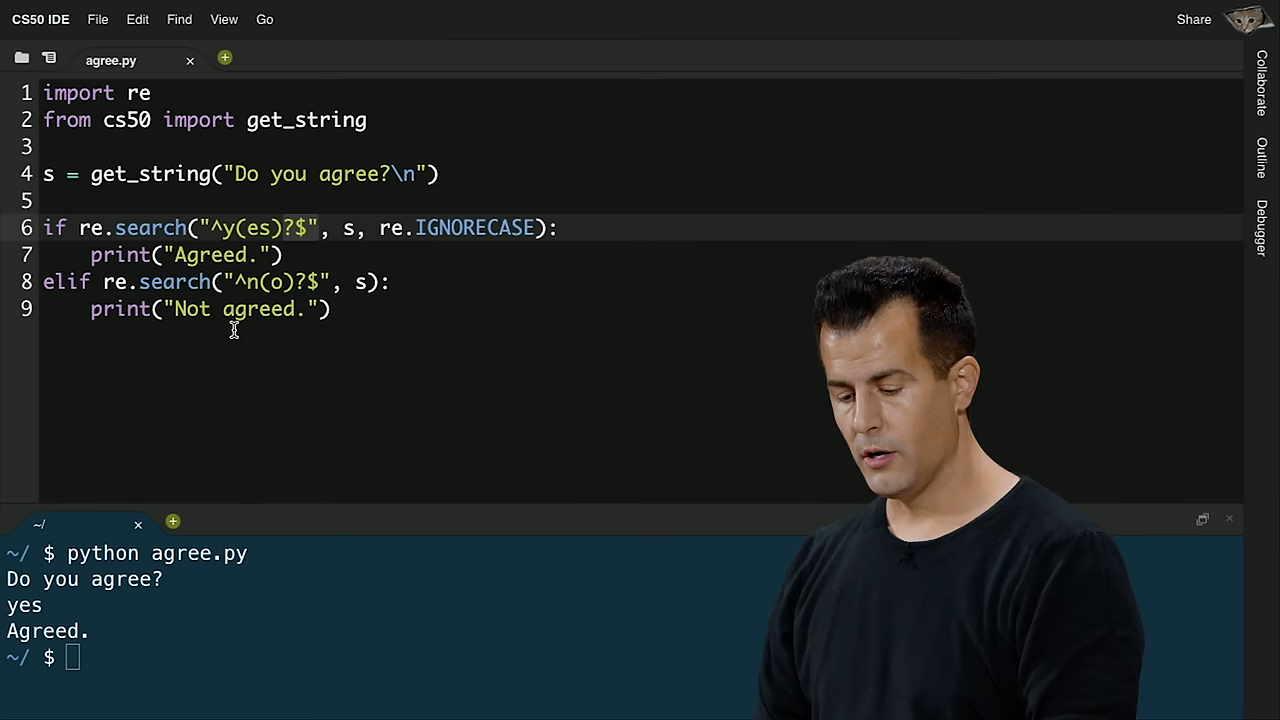 CS50 IDE File Edit Find View Go Share
agree.py
1 import re
2 from cs50 import get_string
3
4 s = get_string("Do you agree?\n")
5
6 if re.search("^y(es)?$", s, re.IGNORECASE):
7     print("Agreed.")
8 elif re.search("^n(o)?$", s):
9     print("Not agreed.")
Collaborate
Outline
Debugger
~/
~/ $ python agree.py
Do you agree?
yes
Agreed.
~/ $